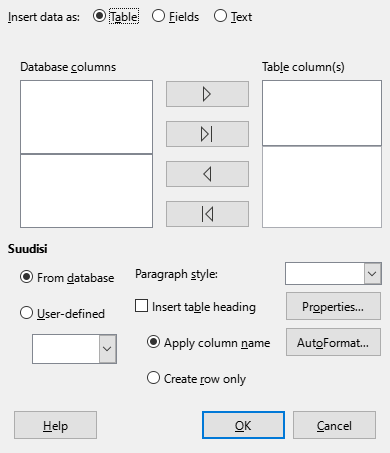 Insert data as: Table Fields Text
Database columns Table column(s)
Suudisi
From database Paragraph style:
Insert table heading Properties...
User-defined
Apply column name AutoFormat...
Create row only
Help OK Cancel